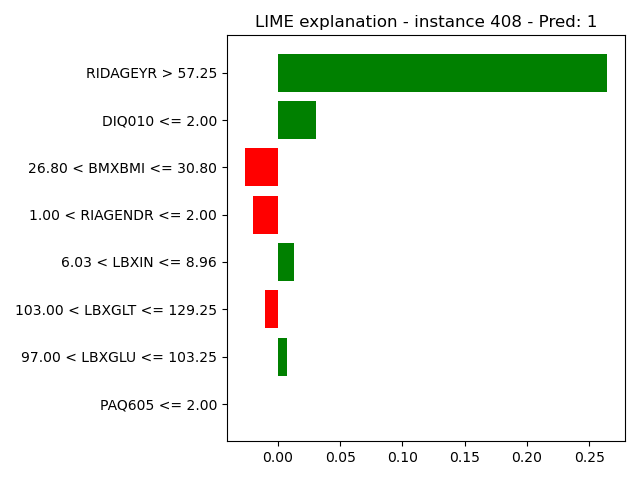 LIME explanation - instance 408 - Pred: 1
RIDAGEYR > 57.25
DIQ010 <= 2.00
26.80 < BMXBMI <= 30.80
1.00 < RIAGENDR <= 2.00
6.03 < LBXIN <= 8.96
103.00 < LBXGLT <= 129.25
97.00 < LBXGLU <= 103.25
PAQ605 <= 2.00
0.00 0.05 0.10 0.15 0.20 0.25